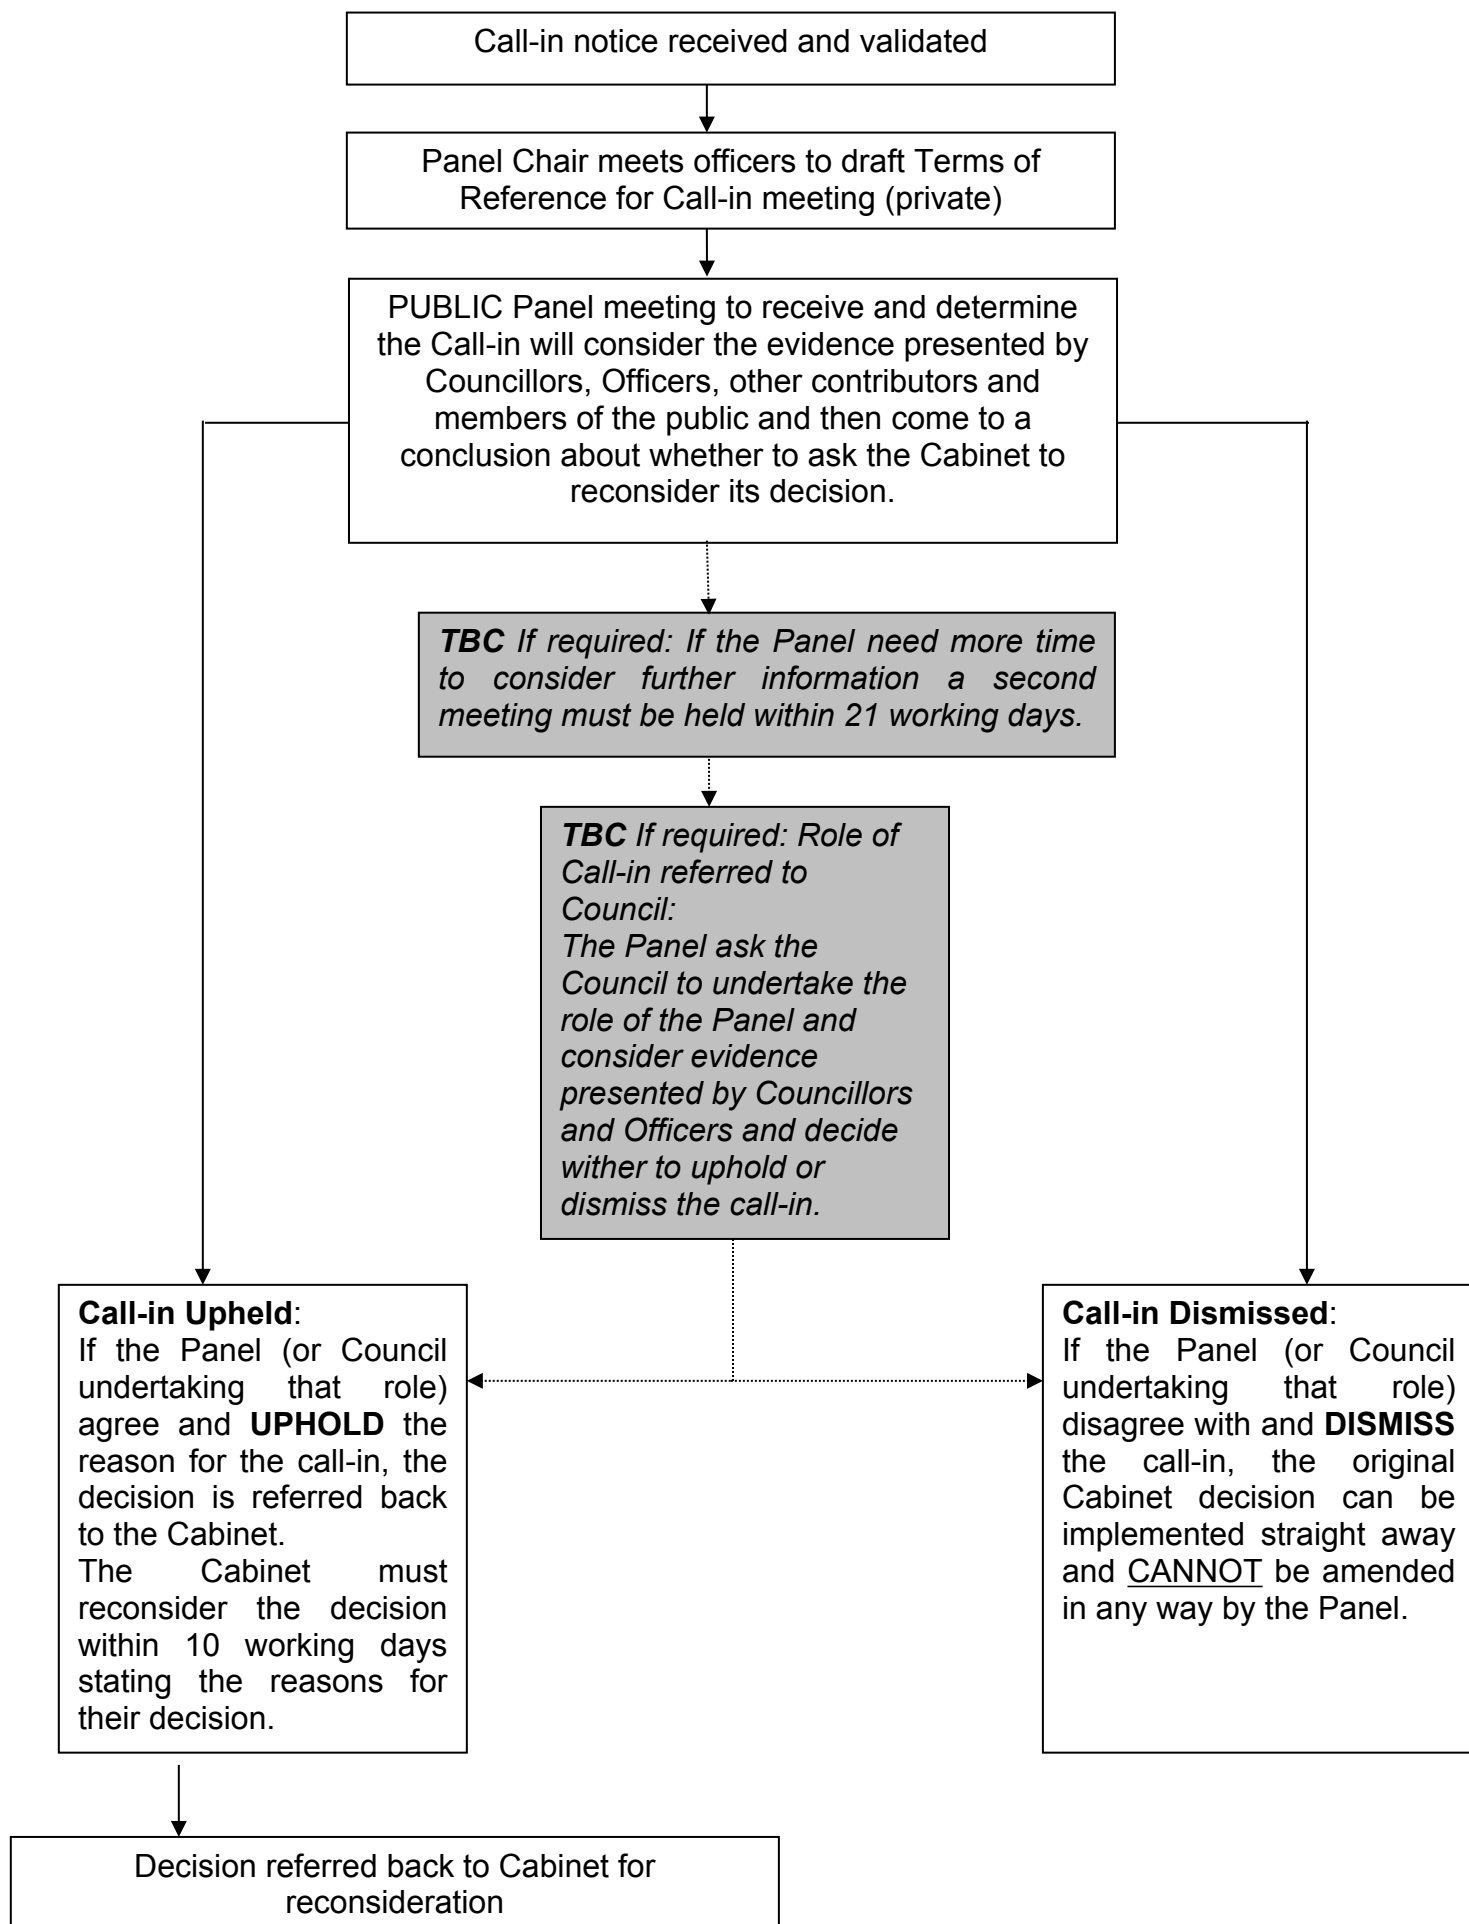 Call-in notice received and validated
Panel Chair meets officers to draft Terms of
Reference for Call-in meeting (private)
PUBLIC Panel meeting to receive and determine
the Call-in will consider the evidence presented by
Councillors, Officers, other contributors and
members of the public and then come to a
conclusion about whether to ask the Cabinet to
reconsider its decision.
TBC If required: If the Panel need more time
to consider further information a second
meeting must be held within 21 working days.
TBC If required: Role of
Call-in referred to
Council:
The Panel ask the
Council to undertake the
role of the Panel and
consider evidence
presented by Councillors
and Officers and decide
wither to uphold or
dismiss the call-in.
Call-in Upheld:
If the Panel (or Council
undertaking that role)
agree and UPHOLD the
reason for the call-in, the
decision is referred back
to the Cabinet.
The Cabinet must
reconsider the decision
within 10 working days
stating the reasons for
their decision.
Call-in Dismissed:
If the Panel (or Council
undertaking that role)
disagree with and DISMISS
the call-in, the original
Cabinet decision can be
implemented straight away
and CANNOT be amended
in any way by the Panel.
Decision referred back to Cabinet for
reconsideration